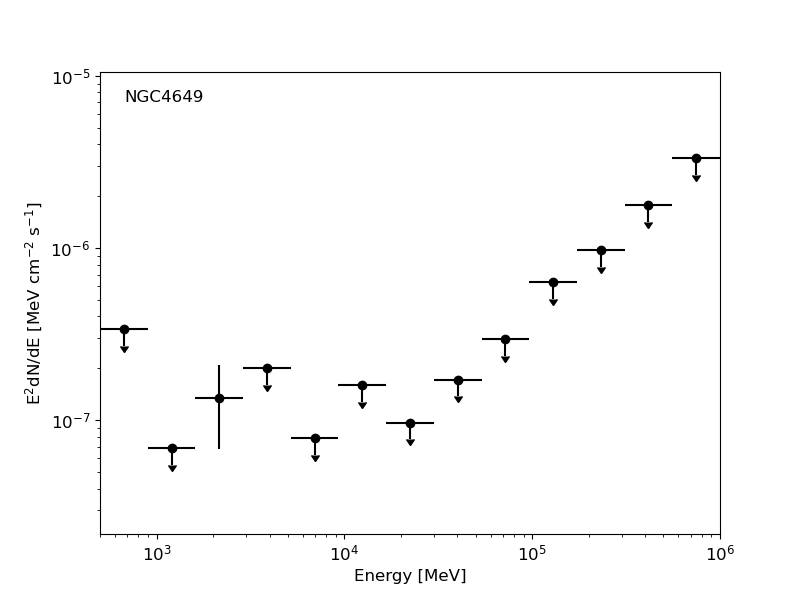 NGC4649
E²dN/dE [MeV cm⁻² s⁻¹]
10⁻⁵
10⁻⁶
10⁻⁷
10³ 10⁴ 10⁵ 10⁶
Energy [MeV]